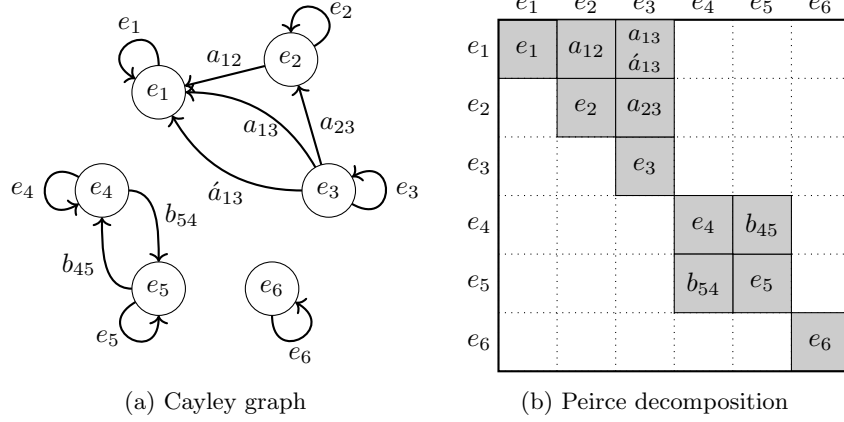 e₁
e₂
e₁
a₁₂
e₂
a₁₃
a₂₃
á₁₃
e₃
e₃
e₄
e₄
b₅₄
b₄₅
e₅
e₅
e₆
e₆
(a) Cayley graph
e₁ e₂ e₃ e₄ e₅ e₆
e₁ e₁ a₁₂ a₁₃
á₁₃
e₂ e₂ a₂₃
e₃ e₃
e₄ e₄ b₄₅
e₅ b₅₄ e₅
e₆ e₆
(b) Peirce decomposition